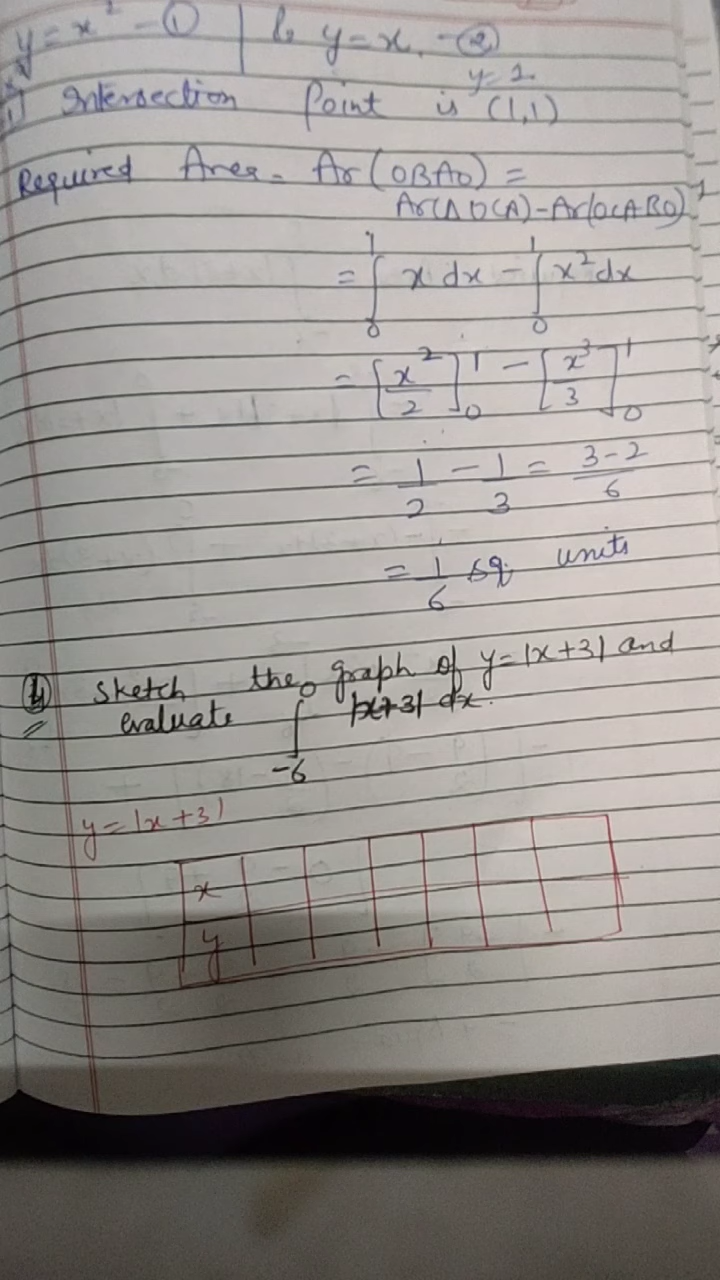 y = x² - ① | & y = x. - ②
y = 1
i) Intersection Point is (1,1)
Required Area = Ar (OBAO) =
Ar(ΔOCA) - Ar(OCABO)
= ∫₀¹ x dx - ∫₀¹ x² dx
= [x²/2]₀¹ - [x³/3]₀¹
= 1/2 - 1/3 = 3-2/6
= 1/6 sq units
④ Sketch the graph of y = |x+3| and
evaluate ∫₋₆⁰ |x+3| dx.
y = |x+3|
x
y